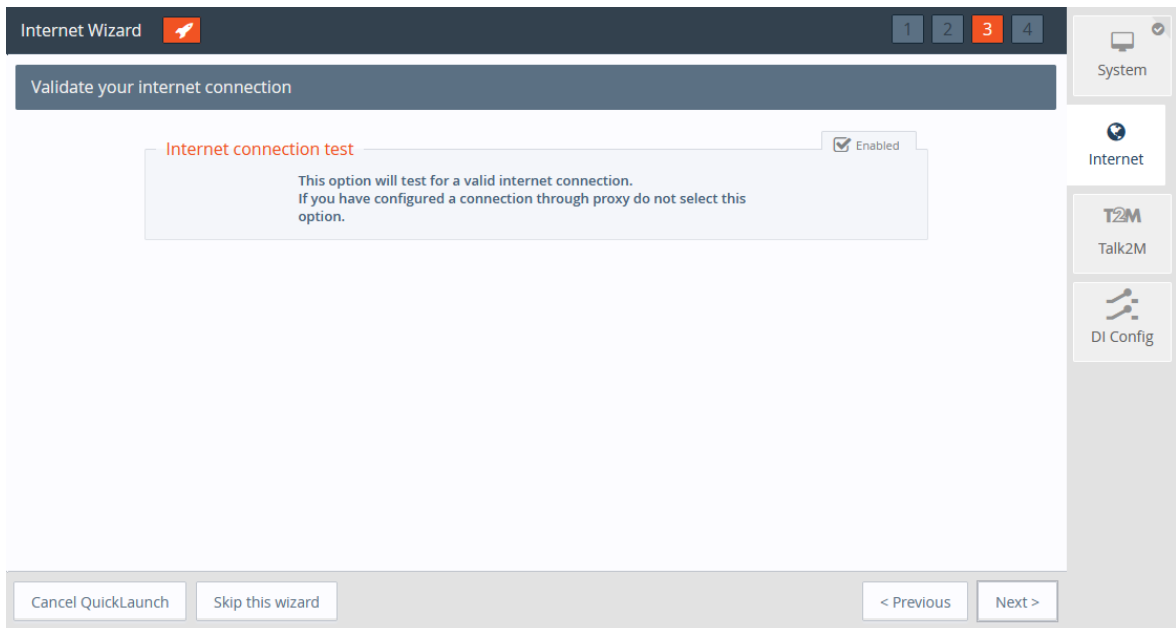 Internet Wizard
1 2 3 4
System
Validate your internet connection
Internet connection test
Enabled
This option will test for a valid internet connection.
If you have configured a connection through proxy do not select this
option.
Internet
T2M
Talk2M
DI Config
Cancel QuickLaunch
Skip this wizard
< Previous
Next >